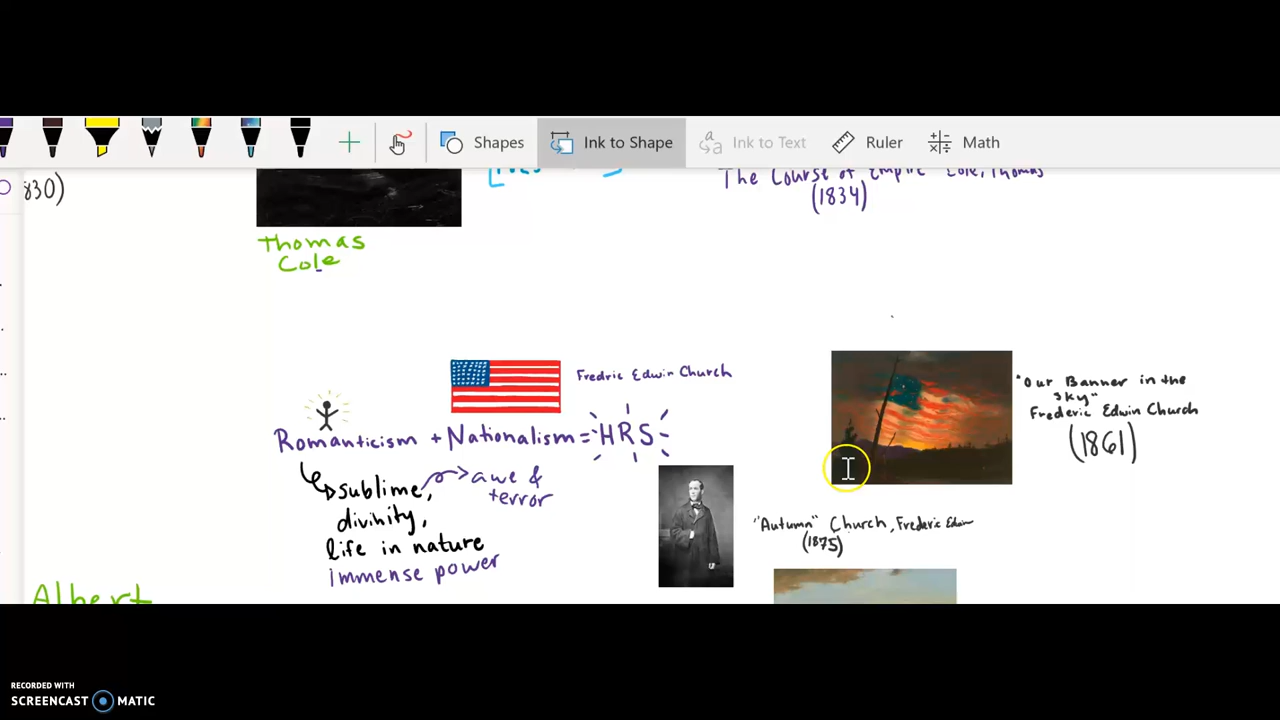 Shapes
Ink to Shape
Ink to Text
Ruler
Math
830)
The Course of Empire Cole, Thomas
(1834)
Thomas
Cole
Fredric Edwin Church
"Our Banner in the
Sky"
Frederic Edwin Church
(1861)
Romanticism + Nationalism = HRS
sublime,
awe &
terror
divinity,
life in nature
immense power
"Autumn" Church, Frederic Edwin
(1875)
Albert
RECORDED WITH
SCREENCAST MATIC